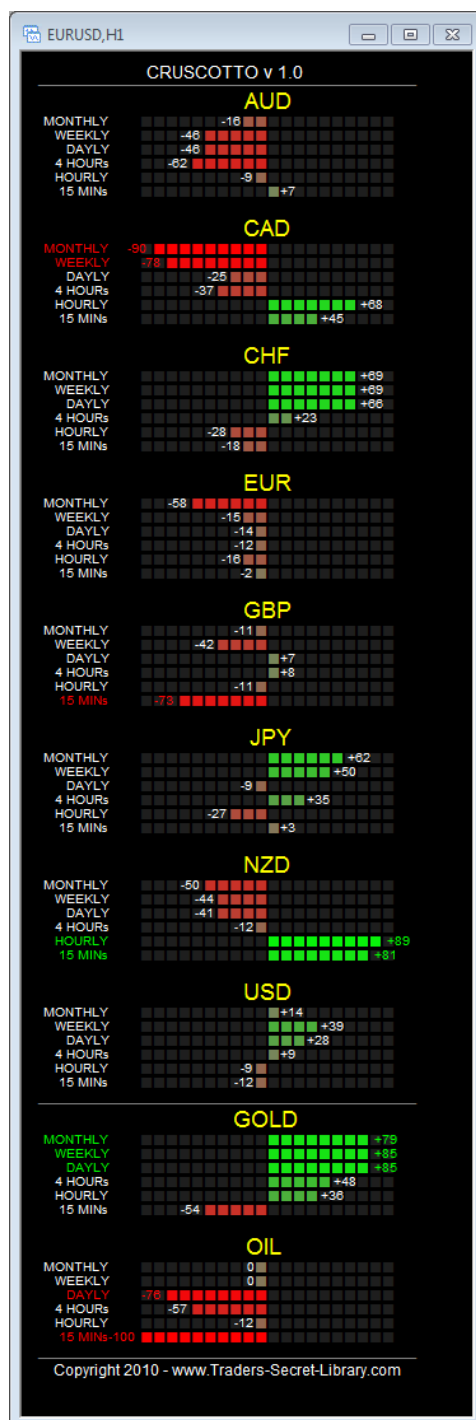 EURUSD,H1
CRUSCOTTO v 1.0
AUD
MONTHLY -16
WEEKLY -46
DAYLY -46
4 HOURs -62
HOURLY -9
15 MINs +7
CAD
MONTHLY -90
WEEKLY -78
DAYLY -25
4 HOURs -37
HOURLY +68
15 MINs +45
CHF
MONTHLY +69
WEEKLY +69
DAYLY +66
4 HOURs +23
HOURLY -28
15 MINs -18
EUR
MONTHLY -58
WEEKLY -15
DAYLY -14
4 HOURs -12
HOURLY -16
15 MINs -2
GBP
MONTHLY -11
WEEKLY -42
DAYLY +7
4 HOURs +8
HOURLY -11
15 MINs -73
JPY
MONTHLY +62
WEEKLY +50
DAYLY -9
4 HOURs +35
HOURLY -27
15 MINs +3
NZD
MONTHLY -50
WEEKLY -44
DAYLY -41
4 HOURs -12
HOURLY +89
15 MINs +81
USD
MONTHLY +14
WEEKLY +39
DAYLY +28
4 HOURs +9
HOURLY -9
15 MINs -12
GOLD
MONTHLY +79
WEEKLY +85
DAYLY +85
4 HOURs +48
HOURLY +36
15 MINs -54
OIL
MONTHLY 0
WEEKLY 0
DAYLY -76
4 HOURs -57
HOURLY -12
15 MINs-100
Copyright 2010 - www.Traders-Secret-Library.com